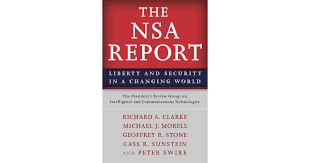 THE
NSA
REPORT
LIBERTY AND SECURITY
IN A CHANGING WORLD
The President's Review Group on
Intelligence and Communications Technologies
RICHARD A. CLARKE
MICHAEL J. MORELL
GEOFFREY R. STONE
CASS R. SUNSTEIN
AND PETER SWIRE